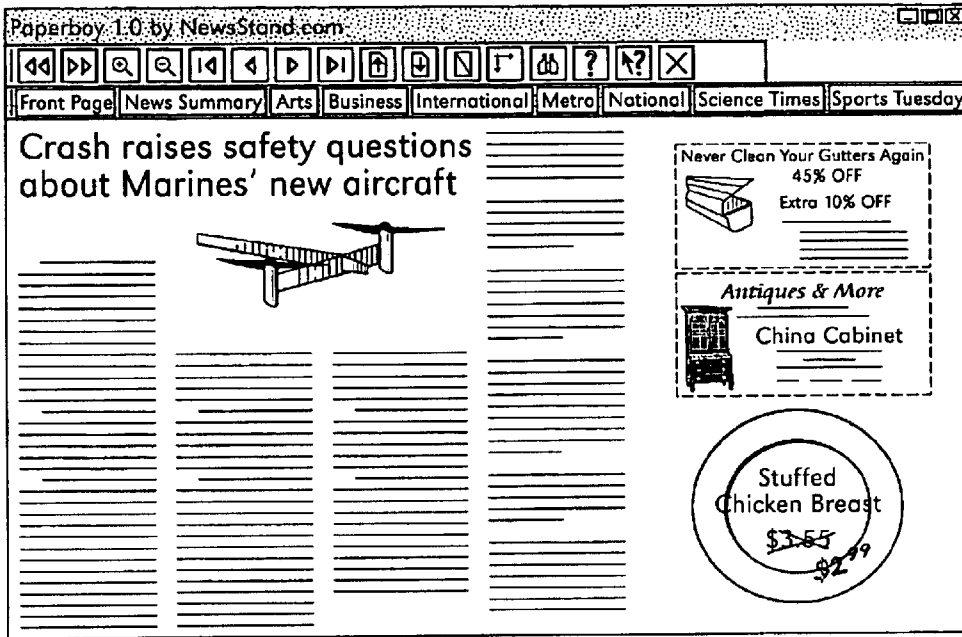 Paperboy 1.0 by NewsStand.com
? ?
Front Page News Summary Arts Business International Metro National Science Times Sports Tuesday
Crash raises safety questions
about Marines' new aircraft
Never Clean Your Gutters Again
45% OFF
Extra 10% OFF
Antiques & More
China Cabinet
Stuffed
Chicken Breast
$3.55
$2.99